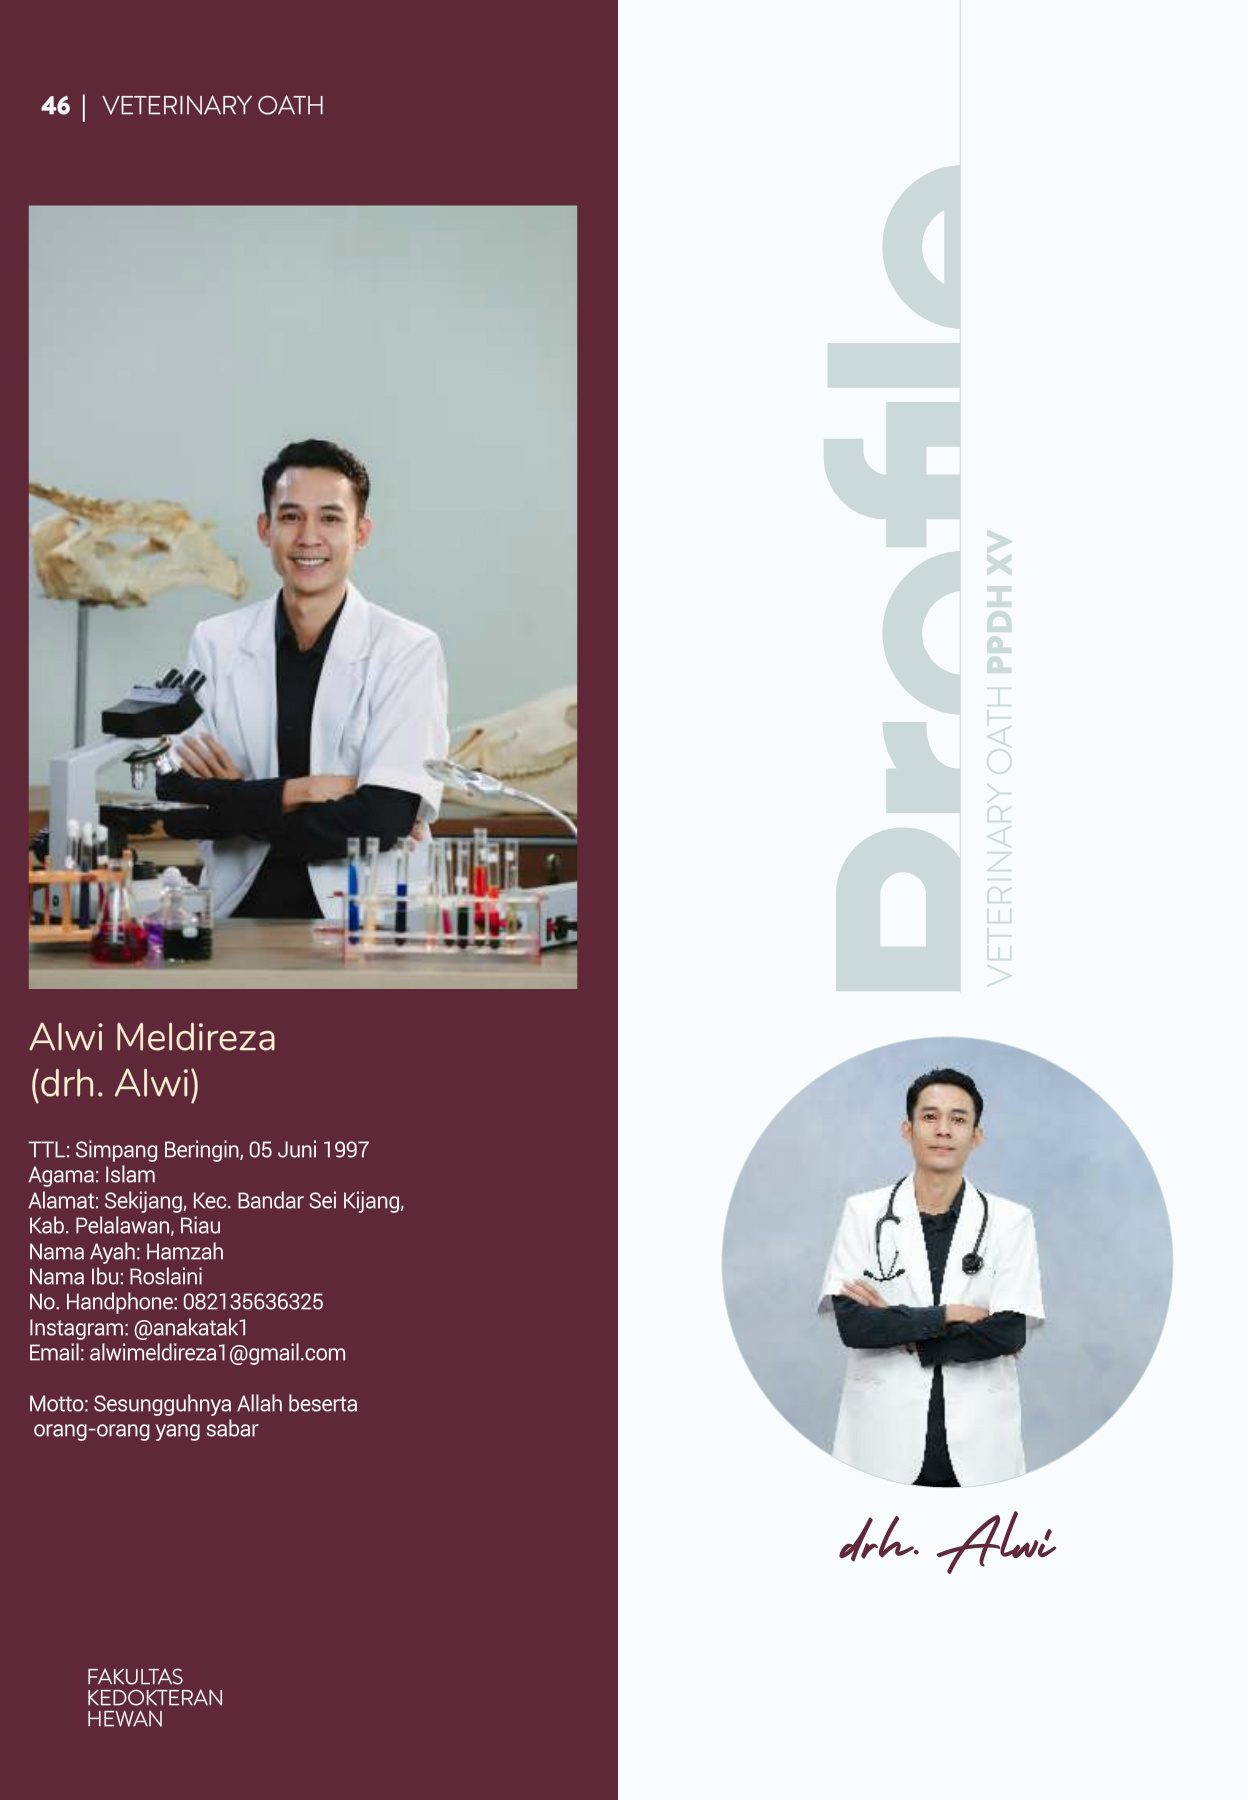 46 | VETERINARY OATH
Alwi Meldireza
(drh. Alwi)
TTL: Simpang Beringin, 05 Juni 1997
Agama: Islam
Alamat: Sekijang, Kec. Bandar Sei Kijang,
Kab. Pelalawan, Riau
Nama Ayah: Hamzah
Nama Ibu: Roslaini
No. Handphone: 082135636325
Instagram: @anakatak1
Email: alwimeldireza1@gmail.com
Motto: Sesungguhnya Allah beserta
orang-orang yang sabar
FAKULTAS
KEDOKTERAN
HEWAN
Profile
VETERINARY OATH PPDH XV
drh. Alwi